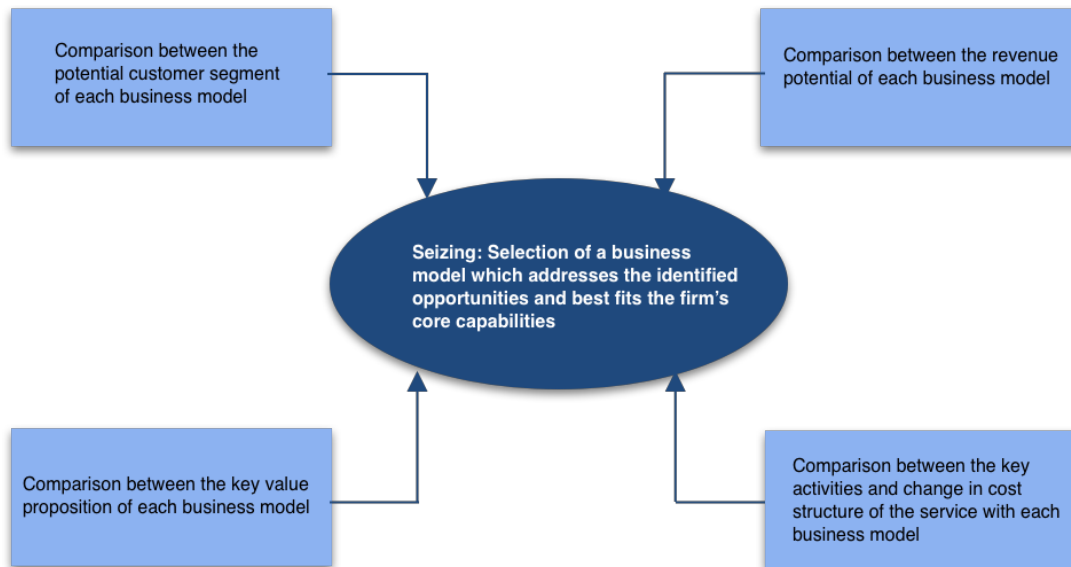 Comparison between the
potential customer segment
of each business model
Comparison between the revenue
potential of each business model
Seizing: Selection of a business
model which addresses the identified
opportunities and best fits the firm's
core capabilities
Comparison between the key value
proposition of each business model
Comparison between the key
activities and change in cost
structure of the service with each
business model